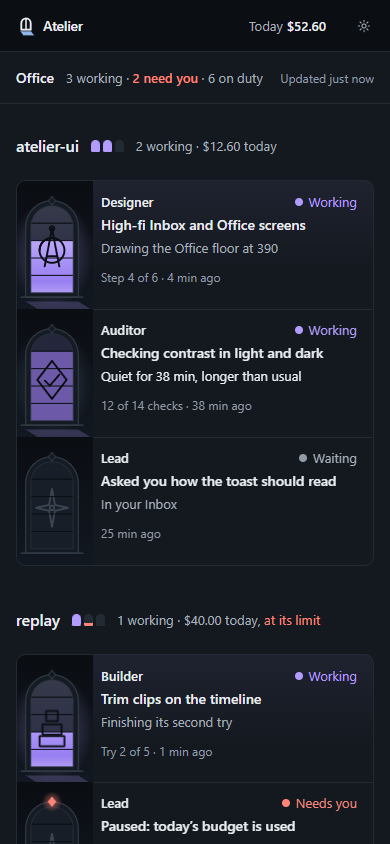 Atelier
Today $52.60
Office 3 working · 2 need you · 6 on duty Updated just now
atelier-ui 2 working · $12.60 today
Designer Working
High-fi Inbox and Office screens
Drawing the Office floor at 390
Step 4 of 6 · 4 min ago
Auditor Working
Checking contrast in light and dark
Quiet for 38 min, longer than usual
12 of 14 checks · 38 min ago
Lead Waiting
Asked you how the toast should read
In your Inbox
25 min ago
replay 1 working · $40.00 today, at its limit
Builder Working
Trim clips on the timeline
Finishing its second try
Try 2 of 5 · 1 min ago
Lead Needs you
Paused: today’s budget is used